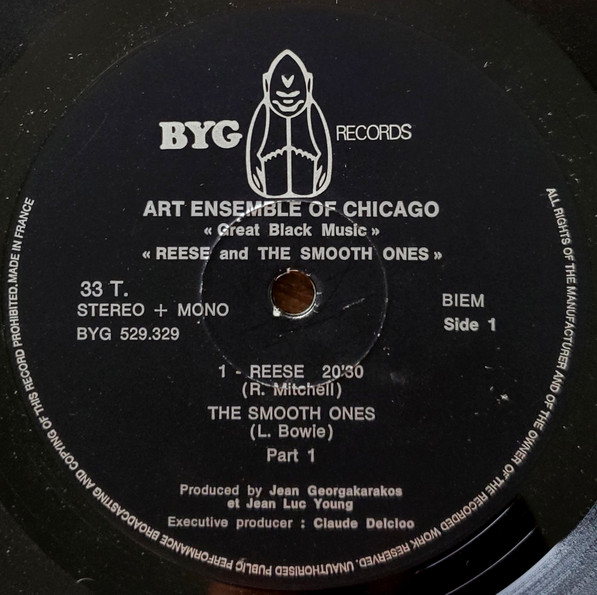 BYG RECORDS
ART ENSEMBLE OF CHICAGO
« Great Black Music »
« REESE and THE SMOOTH ONES »
33 T.
STEREO + MONO
BYG 529.329
BIEM
Side 1
1 - REESE 20'30
(R. Mitchell)
THE SMOOTH ONES
(L. Bowie)
Part 1
Produced by Jean Georgakarakos
et Jean Luc Young
Executive producer : Claude Delcloo
ALL RIGHTS OF THE MANUFACTURER AND OF THE OWNER OF THE RECORDED WORK RESERVED. UNAUTHORISED PUBLIC PERFORMANCE BROADCASTING AND COPYING OF THIS RECORD PROHIBITED. MADE IN FRANCE